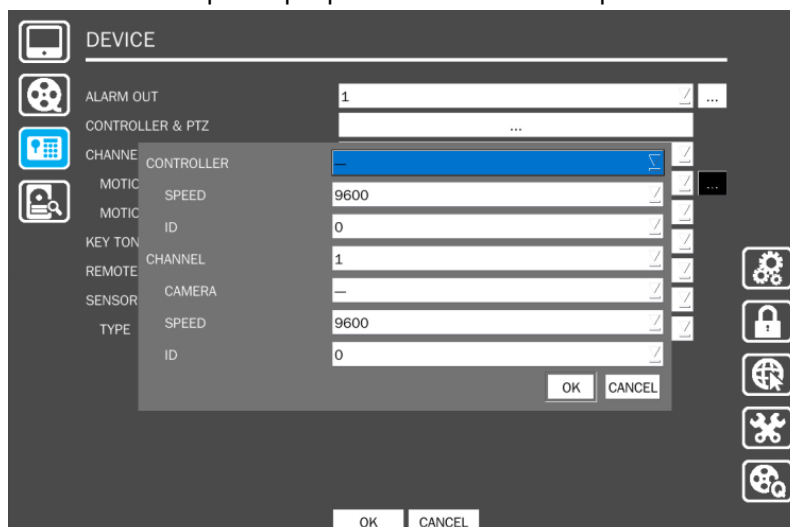 DEVICE
ALARM OUT 1 ...
CONTROLLER & PTZ ...
CHANNE
CONTROLLER —
MOTIC ...
SPEED 9600
MOTIC
ID 0
KEY TON
CHANNEL 1
REMOTE
CAMERA —
SENSOR
SPEED 9600
TYPE
ID 0
OK CANCEL
OK CANCEL